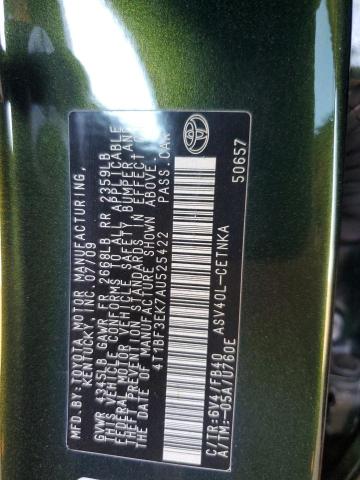 MFD.BY:TOYOTA MOTOR MANUFACTURING,
KENTUCKY, INC. 07/09
GVWR 4345LB GAWR FR 2668LB RR 2359LB
THIS VEHICLE CONFORMS TO ALL APPLICABLE
FEDERAL MOTOR VEHICLE SAFETY, BUMPER, AND
THEFT PREVENTION STANDARDS IN EFFECT ON
THE DATE OF MANUFACTURE SHOWN ABOVE.
4T1BF3EK7AU525422 PASS.CAR
ASV40L-CETNKA 50657
C/TR:6V4/FB40
A/TM:-05A/U760E